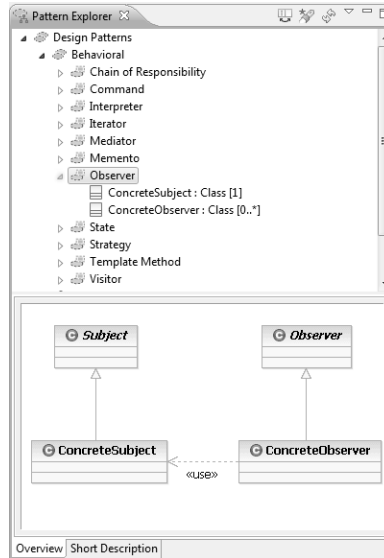 Pattern Explorer
Design Patterns
Behavioral
Chain of Responsibility
Command
Interpreter
Iterator
Mediator
Memento
Observer
ConcreteSubject : Class [1]
ConcreteObserver : Class [0..*]
State
Strategy
Template Method
Visitor
Subject
Observer
ConcreteSubject
ConcreteObserver
«use»
Overview Short Description